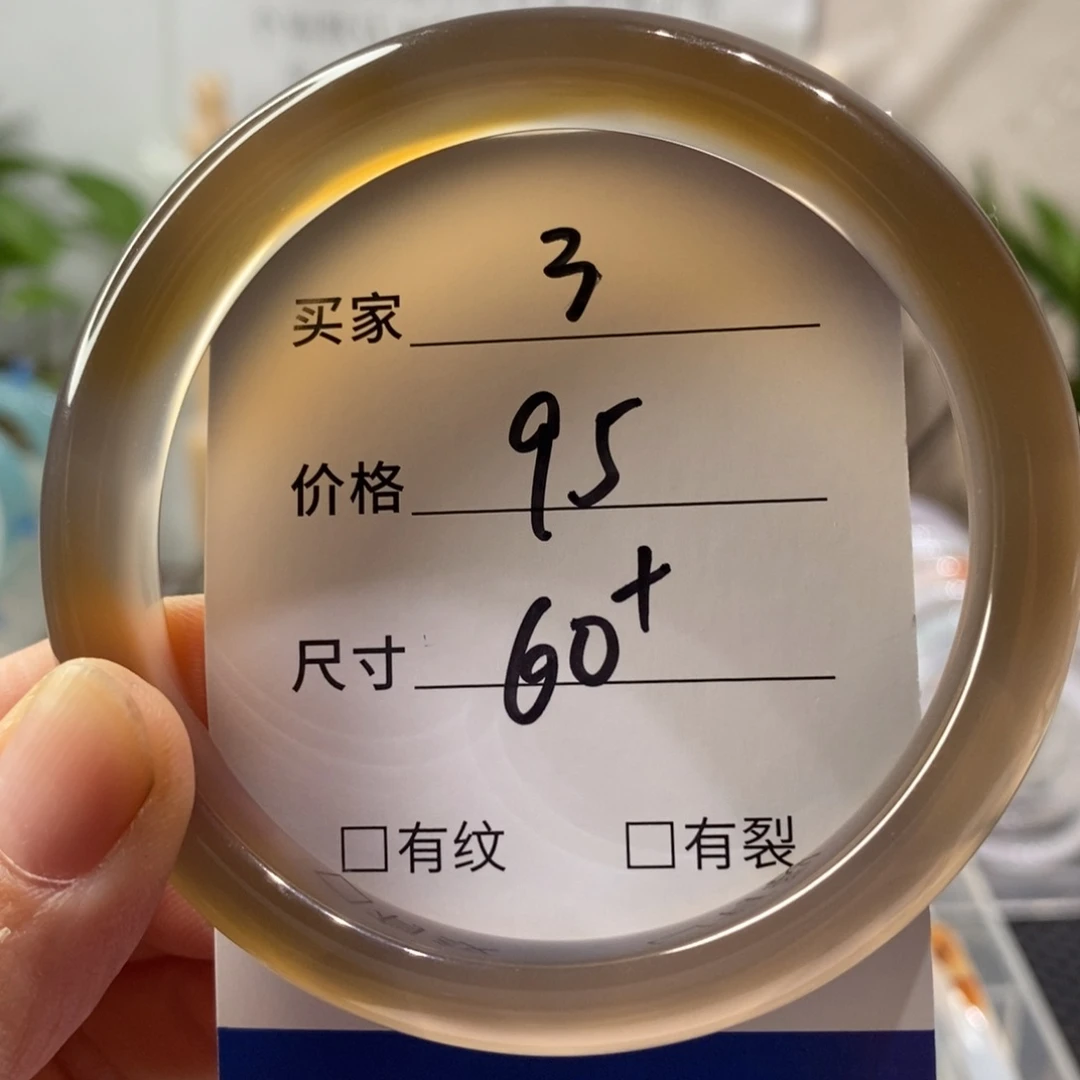 买家 3
价格 95
尺寸 60+
□有纹 □有裂